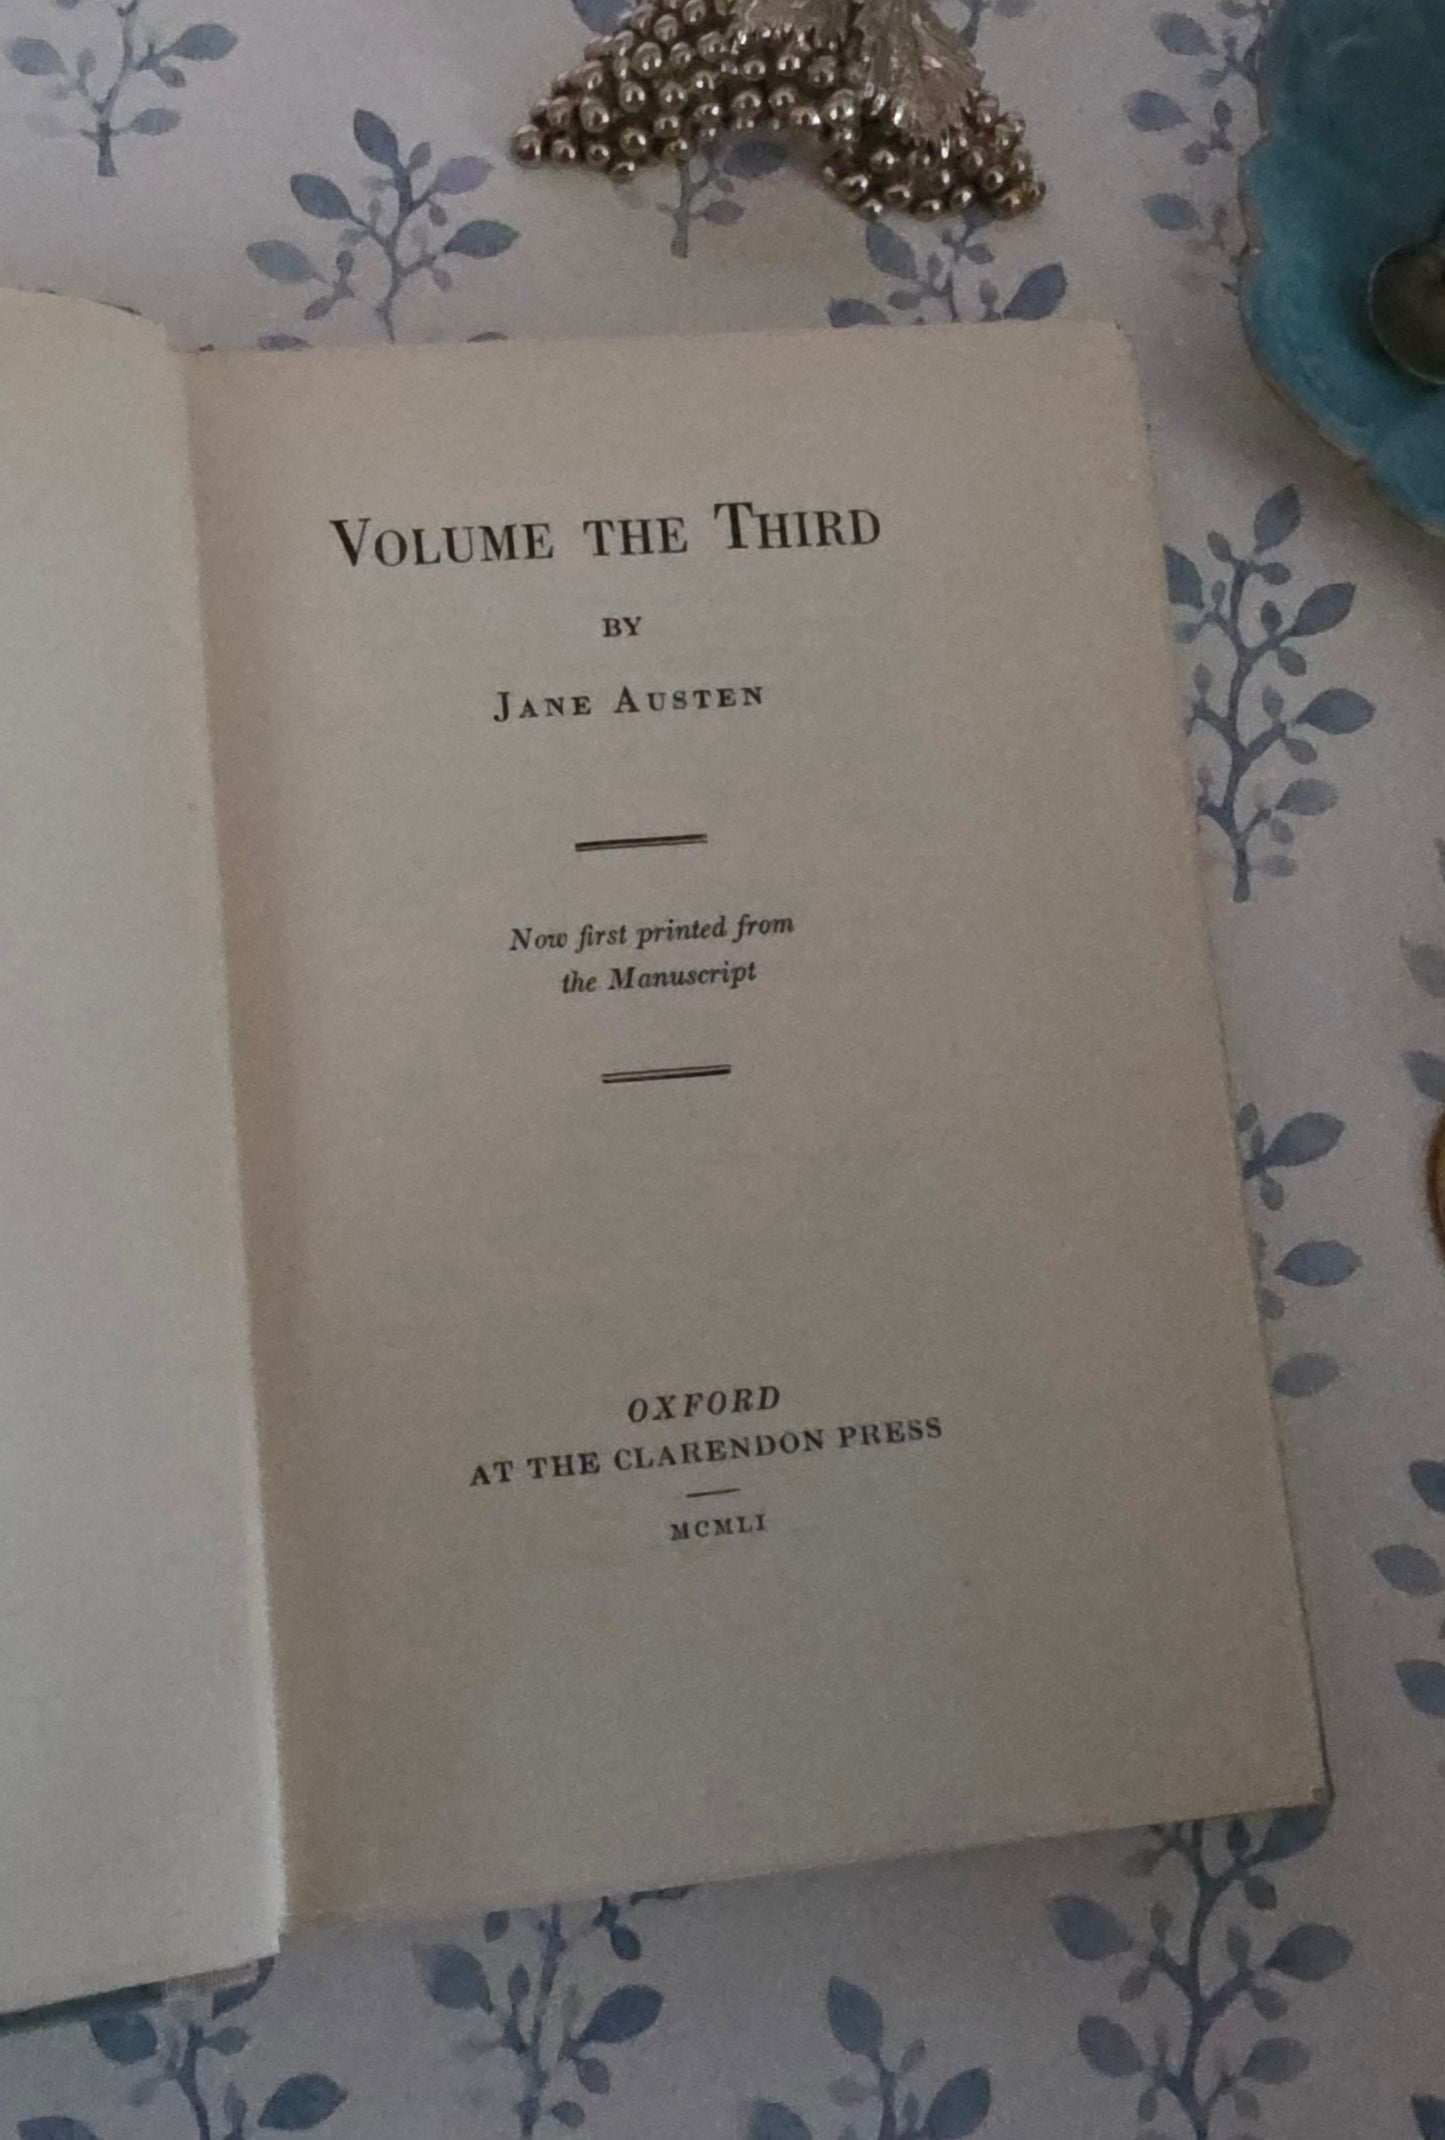 VOLUME THE THIRD
BY
JANE AUSTEN
Now first printed from
the Manuscript
OXFORD
AT THE CLARENDON PRESS
MCMLI